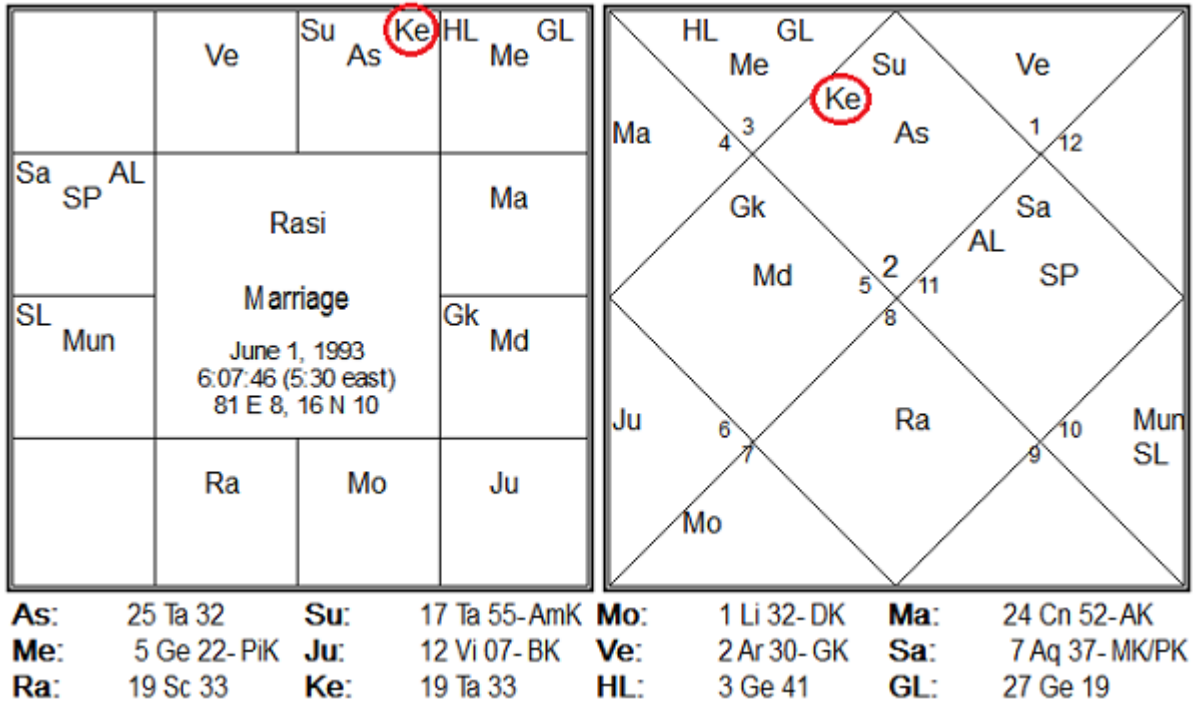 Ve
Su
Ke
As
HL
GL
Me
Sa
AL
SP
Ma
SL
Mun
Gk
Md
Ra
Mo
Ju
Rasi
Marriage
June 1, 1993
6:07:46 (5:30 east)
81 E 8, 16 N 10
HL
GL
Me
Su
Ke
As
Ve
Ma
4
3
1
12
Gk
Md
Sa
AL
SP
5
2
11
8
Ju
6
7
Ra
9
10
Mun
SL
Mo
As: 25 Ta 32 Su: 17 Ta 55-AmK Mo: 1 Li 32-DK Ma: 24 Cn 52-AK
Me: 5 Ge 22-PiK Ju: 12 Vi 07-BK Ve: 2 Ar 30-GK Sa: 7 Aq 37-MK/PK
Ra: 19 Sc 33 Ke: 19 Ta 33 HL: 3 Ge 41 GL: 27 Ge 19